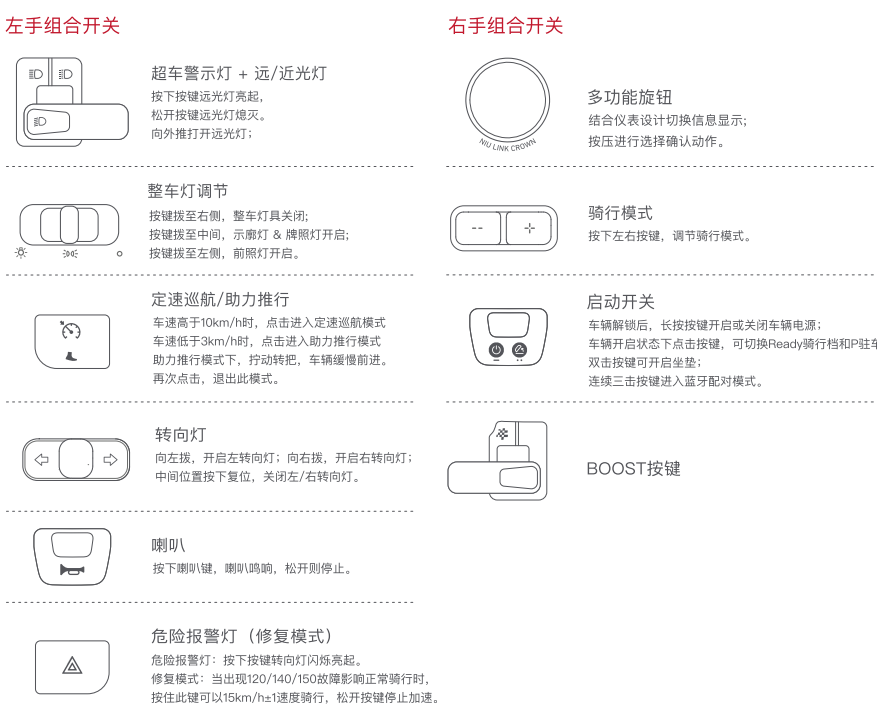 左手组合开关
超车警示灯 + 远/近光灯
按下按键远光灯亮起，
松开按键远光灯熄灭。
向外推打开远光灯；
整车灯调节
按键拨至右侧，整车灯具关闭；
按键拨至中间，示廓灯 & 牌照灯开启；
按键拨至左侧，前照灯开启。
定速巡航/助力推行
车速高于10km/h时，点击进入定速巡航模式
车速低于3km/h时，点击进入助力推行模式
助力推行模式下，拧动转把，车辆缓慢前进。
再次点击，退出此模式。
转向灯
向左拨，开启左转向灯；向右拨，开启右转向灯；
中间位置按下复位，关闭左/右转向灯。
喇叭
按下喇叭键，喇叭鸣响，松开则停止。
危险报警灯（修复模式）
危险报警灯：按下按键转向灯闪烁亮起。
修复模式：当出现120/140/150故障影响正常骑行时，
按住此键可以15km/h±1速度骑行，松开按键停止加速。
右手组合开关
NIU LINK CROWN
多功能旋钮
结合仪表设计切换信息显示；
按压进行选择确认动作。
骑行模式
按下左右按键，调节骑行模式。
启动开关
车辆解锁后，长按按键开启或关闭车辆电源；
车辆开启状态下点击按键，可切换Ready骑行档和P驻车
双击按键可开启坐垫；
连续三击按键进入蓝牙配对模式。
BOOST按键